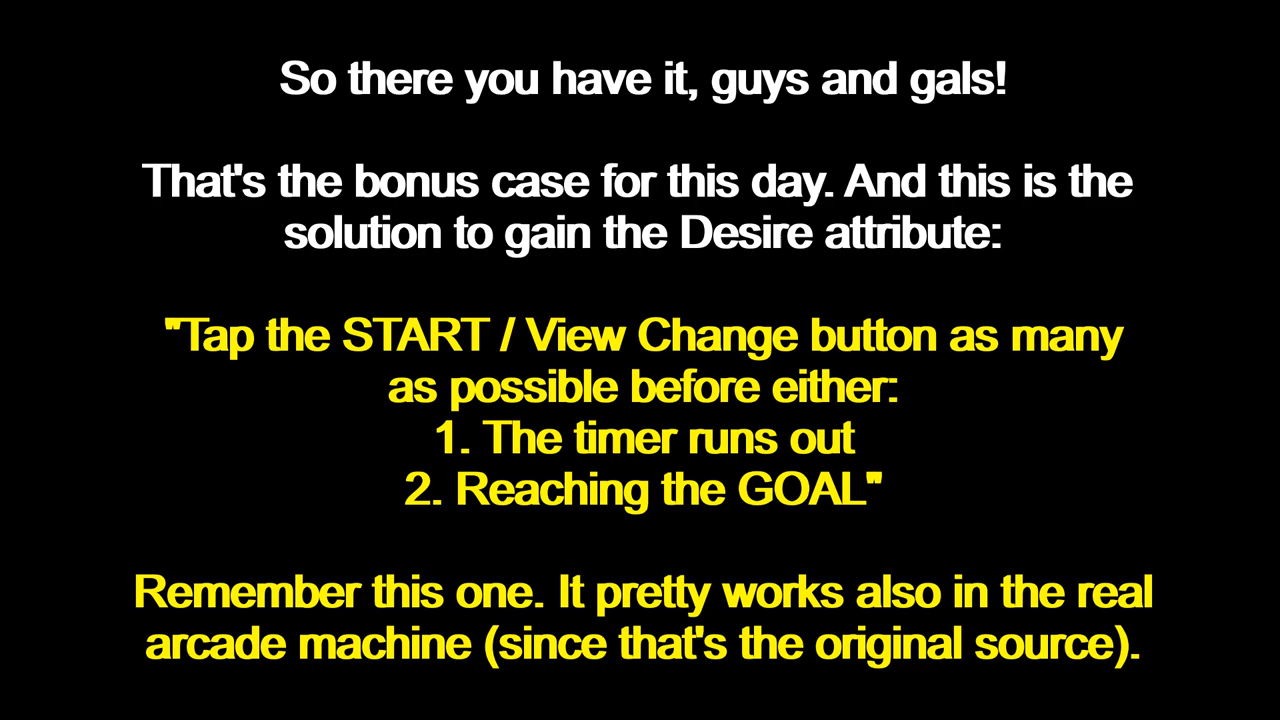 So there you have it, guys and gals!
That's the bonus case for this day. And this is the
solution to gain the Desire attribute:
"Tap the START / View Change button as many
as possible before either:
1. The timer runs out
2. Reaching the GOAL"
Remember this one. It pretty works also in the real
arcade machine (since that's the original source).